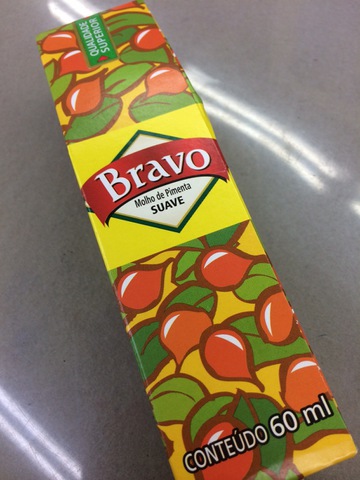 QUALIDADE
SUPERIOR
Bravo
Molho de Pimenta
SUAVE
CONTEÚDO 60 ml